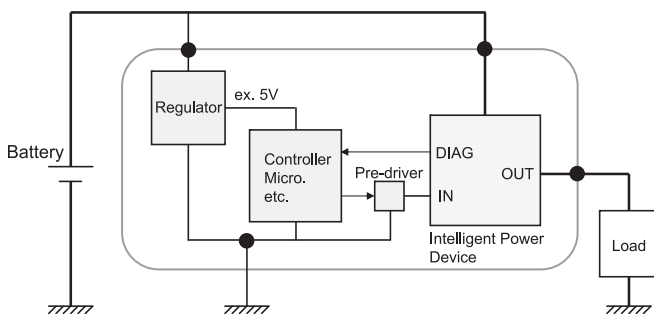 ex. 5V
Regulator
Battery
Controller
Micro.
etc.
DIAG
Pre-driver
OUT
IN
Intelligent Power
Device
Load